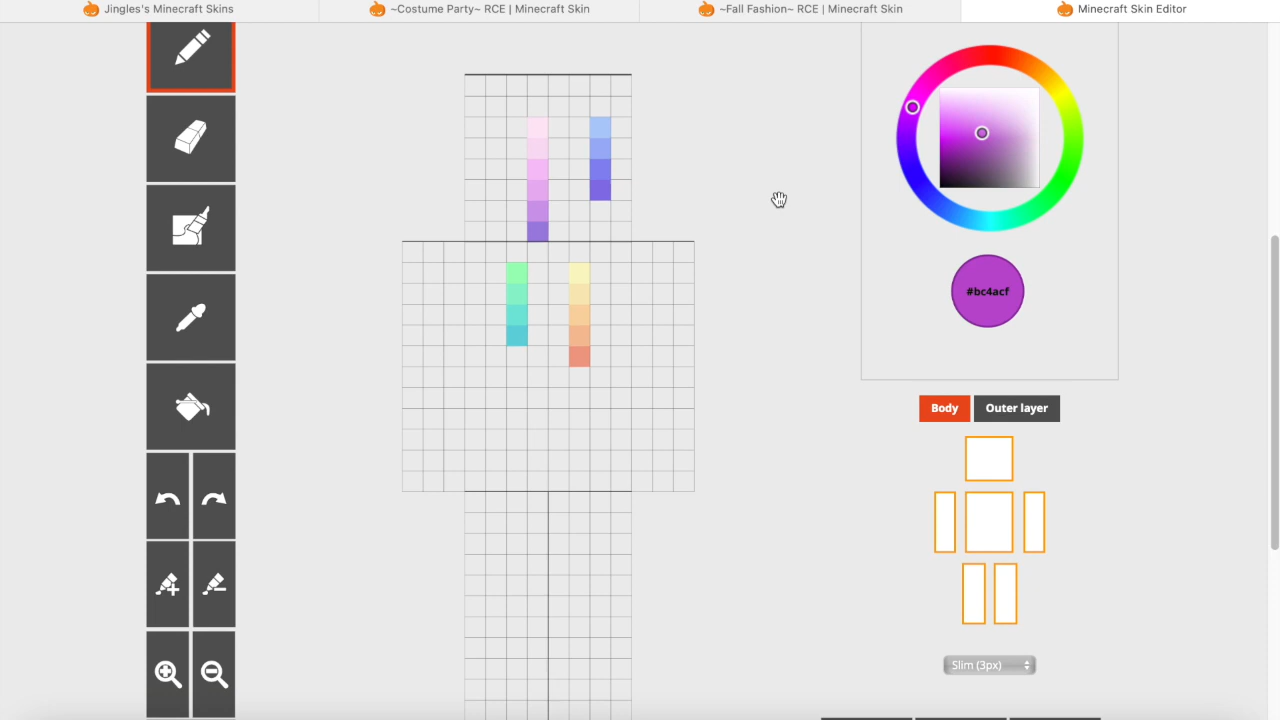 Jingles's Minecraft Skins
~Costume Party~ RCE | Minecraft Skin
~Fall Fashion~ RCE | Minecraft Skin
Minecraft Skin Editor
#bc4acf
Body
Outer layer
Slim (3px)